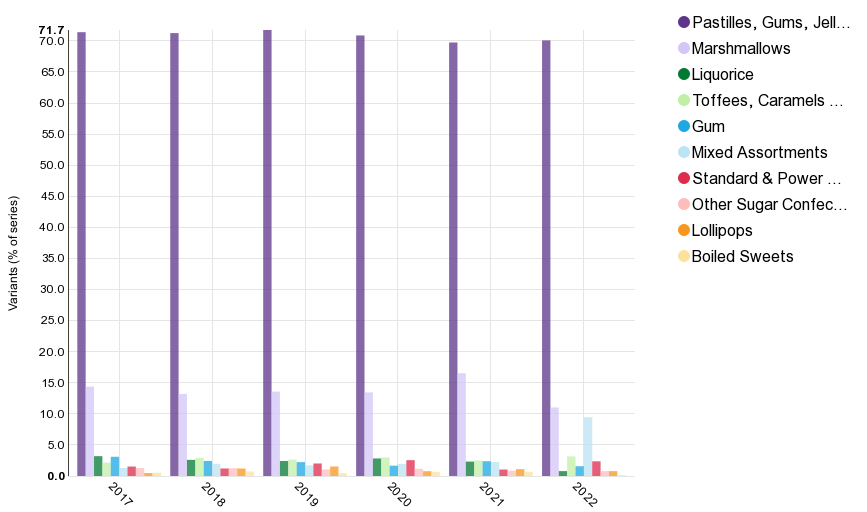 71.7
70.0
65.0
60.0
55.0
50.0
45.0
40.0
35.0
30.0
25.0
20.0
15.0
10.0
5.0
0.0
Variants (% of series)
2017
2018
2019
2020
2021
2022
Pastilles, Gums, Jell...
Marshmallows
Liquorice
Toffees, Caramels ...
Gum
Mixed Assortments
Standard & Power ...
Other Sugar Confec...
Lollipops
Boiled Sweets